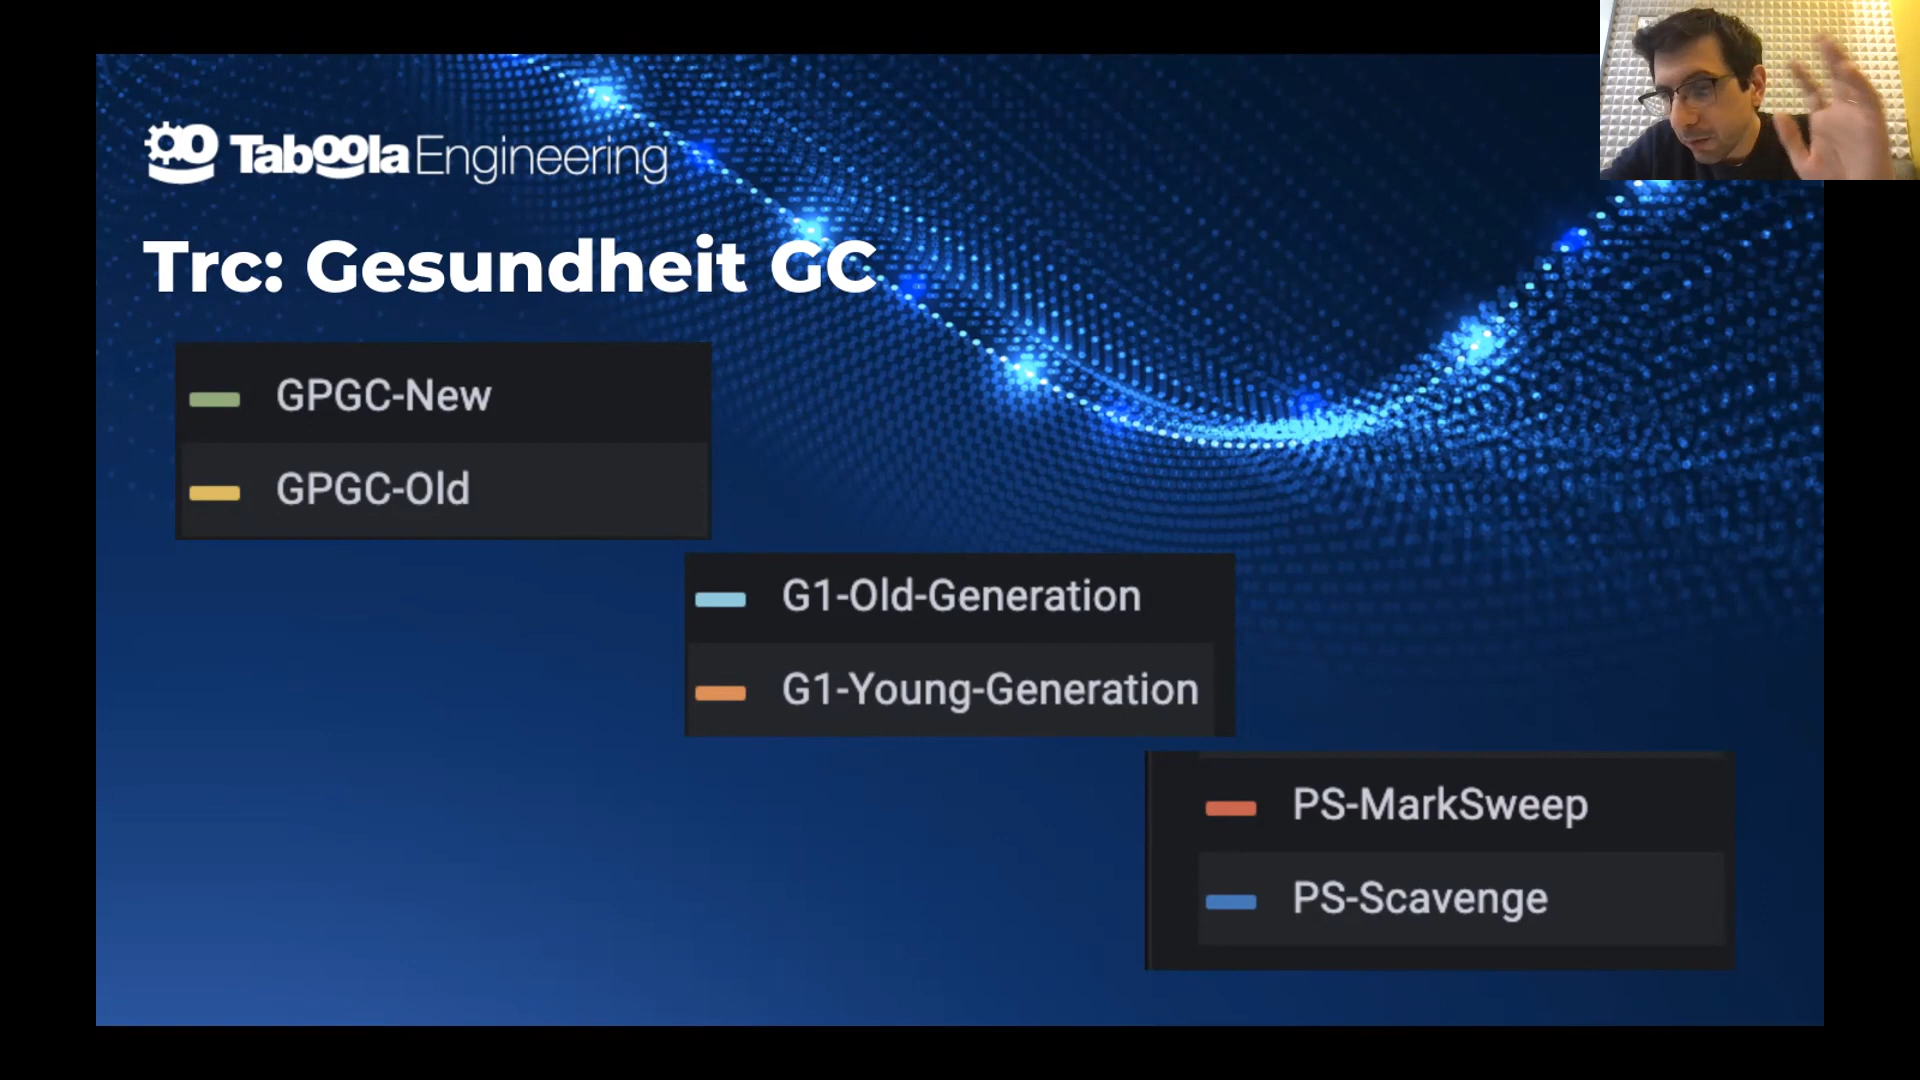 Taboola Engineering
Trc: Gesundheit GC
GPGC-New
GPGC-Old
G1-Old-Generation
G1-Young-Generation
PS-MarkSweep
PS-Scavenge